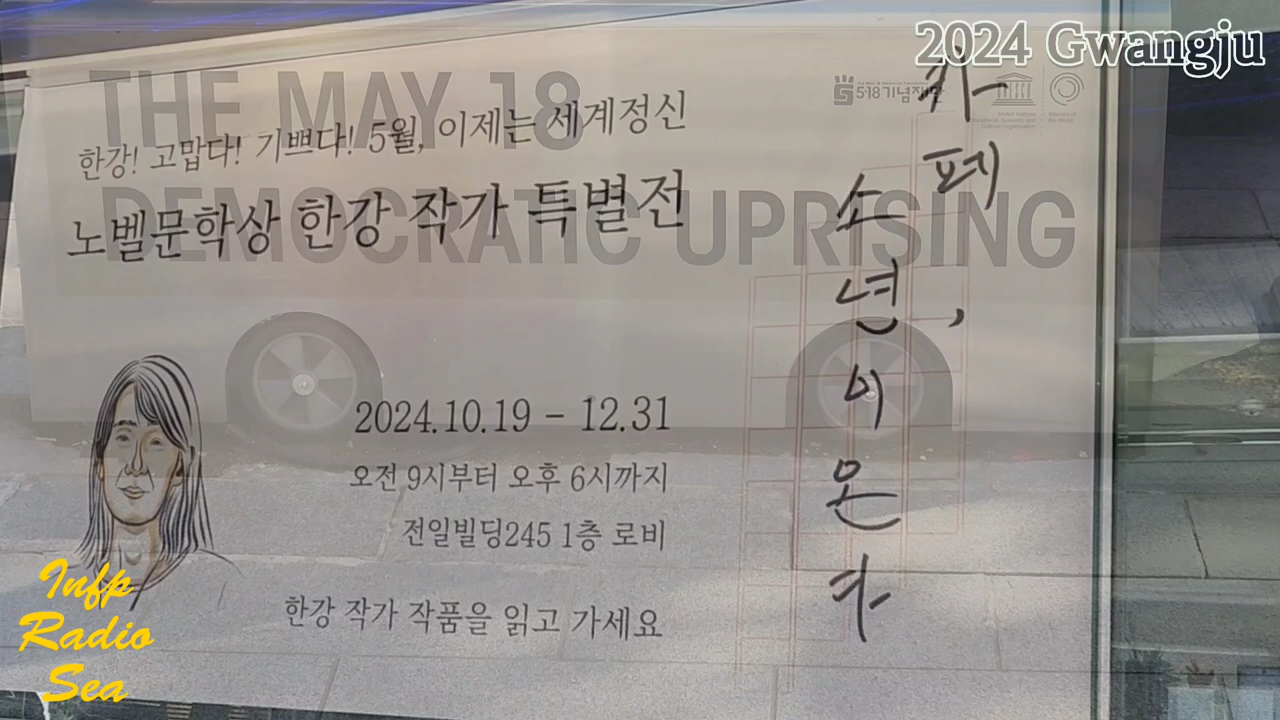 2024 Gwangju
THE MAY 18
DEMOCRATIC UPRISING
5·18기념재단
한강! 고맙다! 기쁘다! 5월, 이제는 세계정신
노벨문학상 한강 작가 특별전
2024.10.19 - 12.31
오전 9시부터 오후 6시까지
전일빌딩245 1층 로비
한강 작가 작품을 읽고 가세요
카페,
소년이온다
Infp
Radio
Sea